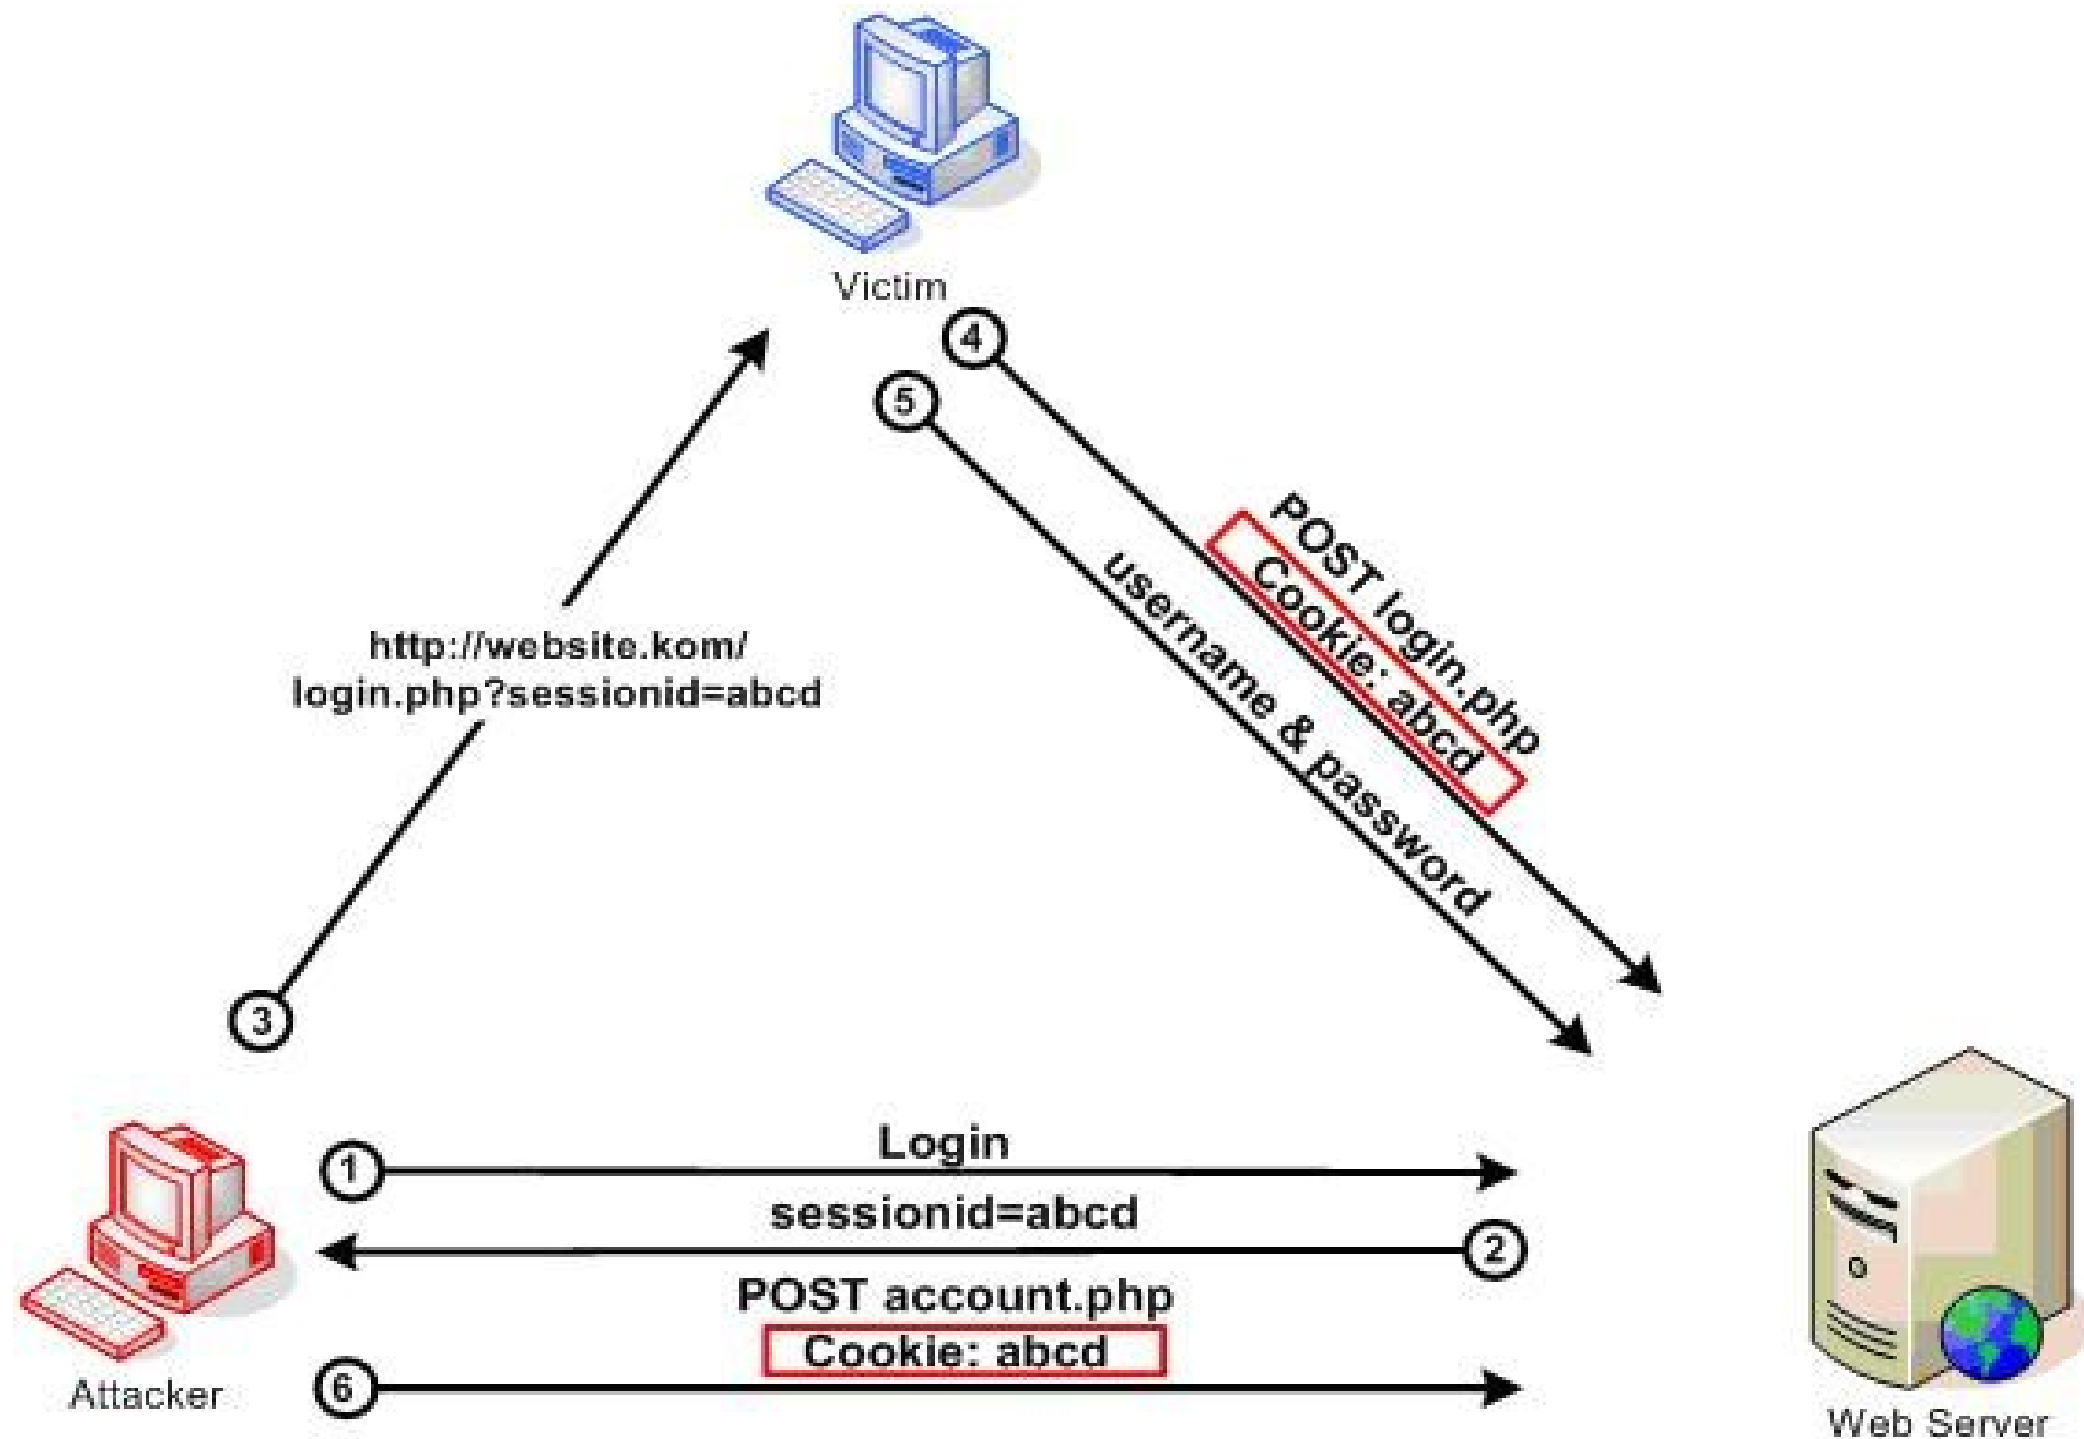 Victim
4
5
POST login.php
Cookie: abcd
username & password
http://website.kom/
login.php?sessionid=abcd
3
1
Login
sessionid=abcd
2
POST account.php
Cookie: abcd
6
Attacker
Web Server